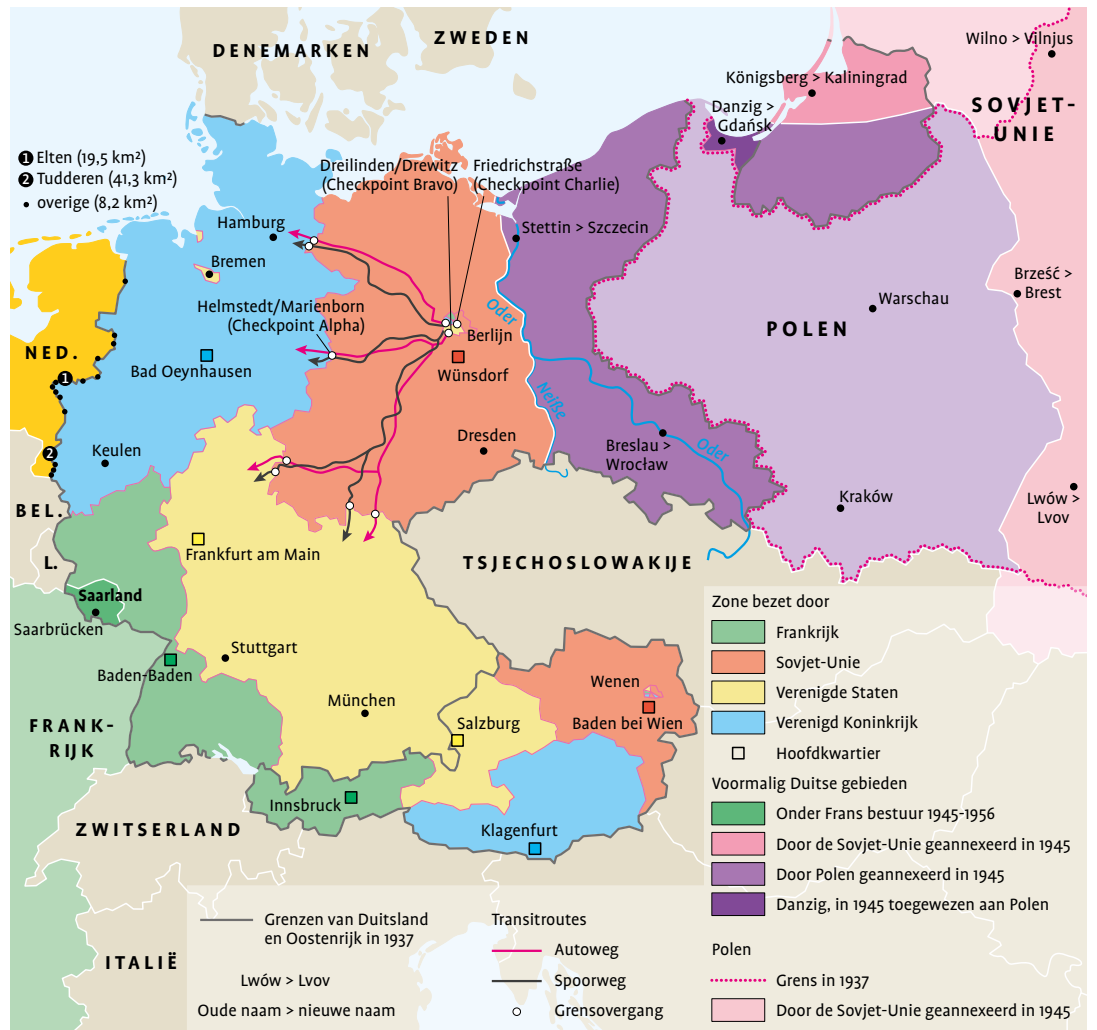 DENEMARKEN
ZWEDEN
Wilno > Vilnjus
Königsberg > Kaliningrad
SOVJET-
UNIE
Danzig >
Gdańsk
1 Elten (19,5 km²)
2 Tudderen (41,3 km²)
• overige (8,2 km²)
Dreilinden/Drewitz
(Checkpoint Bravo)
Friedrichstraße
(Checkpoint Charlie)
Hamburg
Stettin > Szczecin
Bremen
Brześć >
Brest
Helmstedt/Marienborn
(Checkpoint Alpha)
Oder
Warschau
Berlijn
POLEN
NED.
1
Bad Oeynhausen
Wünsdorf
Neiße
Keulen
2
Dresden
Breslau >
Wrocław
Oder
Kraków
Lwów >
Lvov
BEL.
L.
Frankfurt am Main
TSJECHOSLOWAKIJE
Saarland
Saarbrücken
Stuttgart
Baden-Baden
FRANK-
RIJK
München
Salzburg
Wenen
Baden bei Wien
Innsbruck
Klagenfurt
ZWITSERLAND
ITALIË
Zone bezet door
Frankrijk
Sovjet-Unie
Verenigde Staten
Verenigd Koninkrijk
Hoofdkwartier
Voormalig Duitse gebieden
Onder Frans bestuur 1945-1956
Door de Sovjet-Unie geannexeerd in 1945
Door Polen geannexeerd in 1945
Danzig, in 1945 toegewezen aan Polen
Grenzen van Duitsland
en Oostenrijk in 1937
Lwów > Lvov
Oude naam > nieuwe naam
Transitroutes
Autoweg
Spoorweg
Grensovergang
Polen
Grens in 1937
Door de Sovjet-Unie geannexeerd in 1945